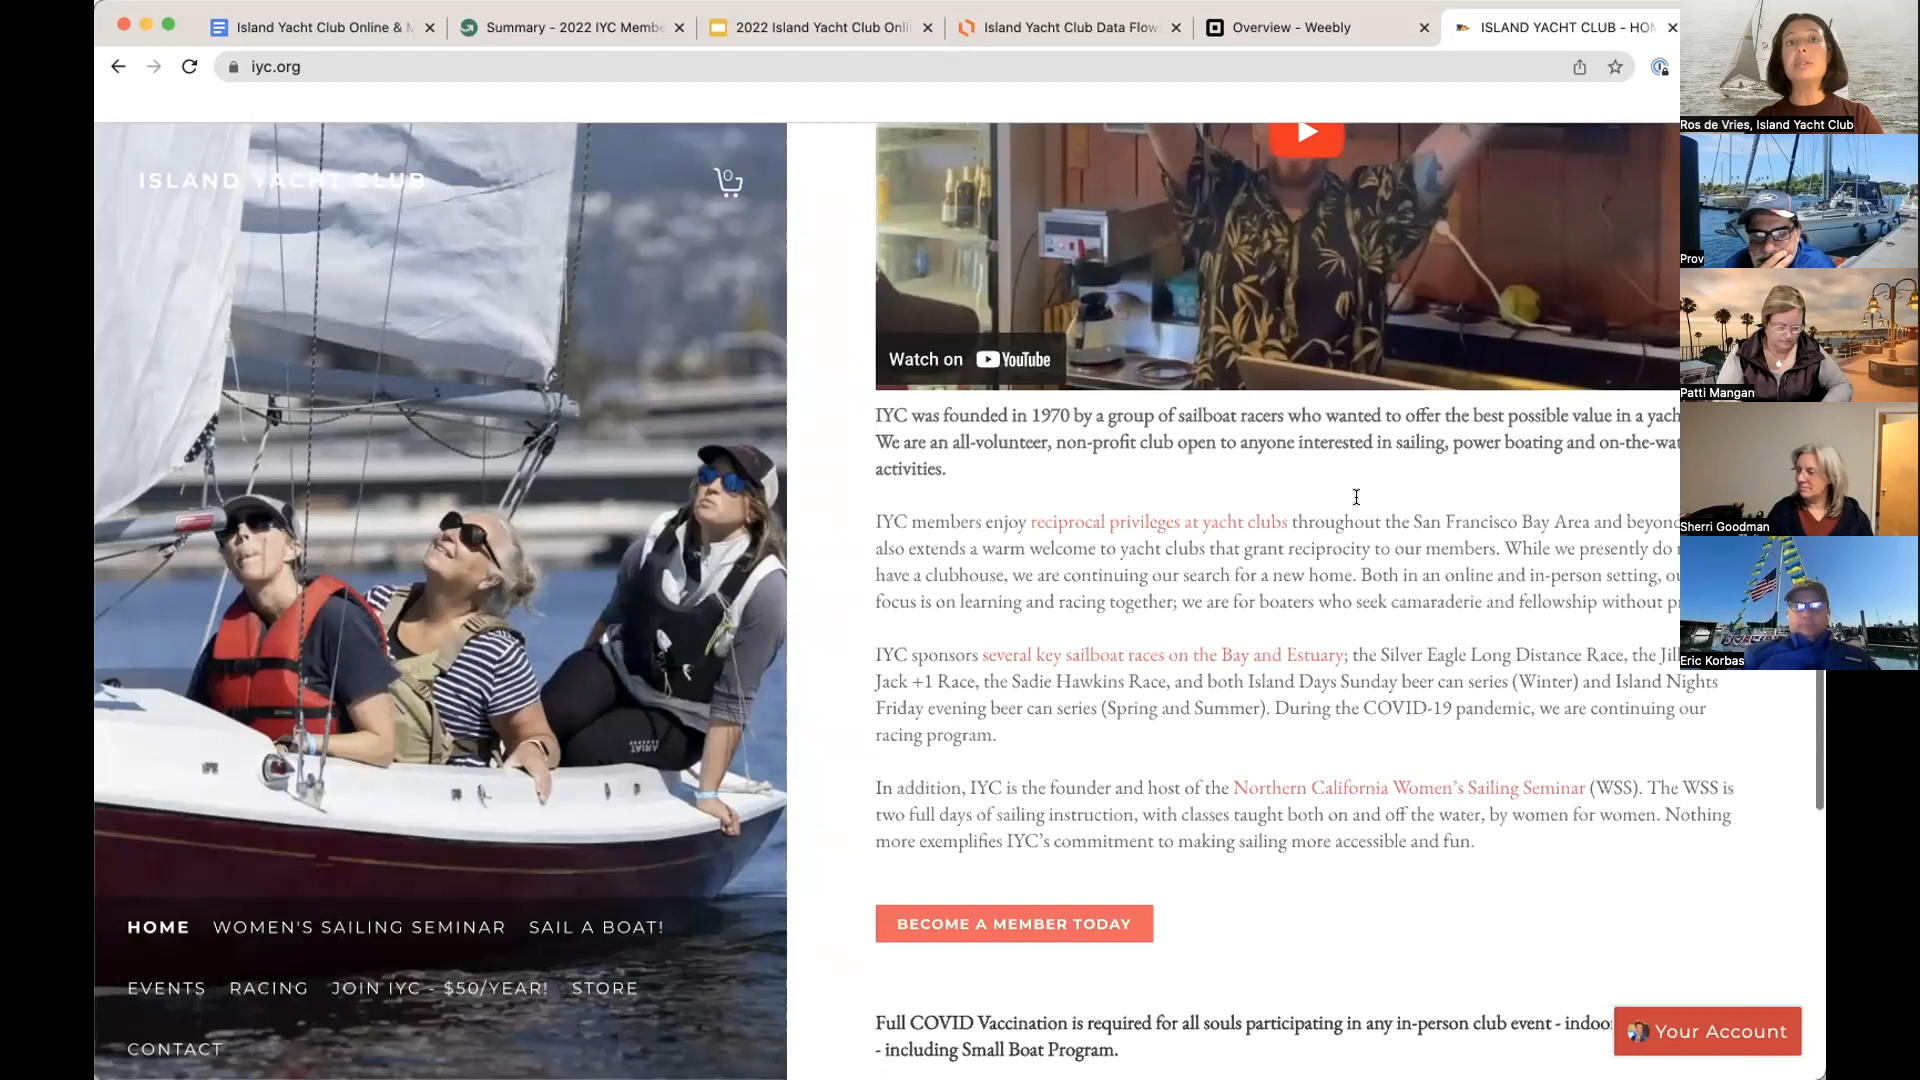 Island Yacht Club Online & M
Summary - 2022 IYC Membe
2022 Island Yacht Club Onli
Island Yacht Club Data Flow
Overview - Weebly
ISLAND YACHT CLUB - HOM
iyc.org
ISLAND YACHT CLUB
0
Watch on YouTube
IYC was founded in 1970 by a group of sailboat racers who wanted to offer the best possible value in a yach
We are an all-volunteer, non-profit club open to anyone interested in sailing, power boating and on-the-wat
activities.
IYC members enjoy reciprocal privileges at yacht clubs throughout the San Francisco Bay Area and beyond
also extends a warm welcome to yacht clubs that grant reciprocity to our members. While we presently do
have a clubhouse, we are continuing our search for a new home. Both in an online and in-person setting, ou
focus is on learning and racing together; we are for boaters who seek camaraderie and fellowship without p
IYC sponsors several key sailboat races on the Bay and Estuary; the Silver Eagle Long Distance Race, the Jill
Jack +1 Race, the Sadie Hawkins Race, and both Island Days Sunday beer can series (Winter) and Island Nights
Friday evening beer can series (Spring and Summer). During the COVID-19 pandemic, we are continuing our
racing program.
In addition, IYC is the founder and host of the Northern California Women's Sailing Seminar (WSS). The WSS is
two full days of sailing instruction, with classes taught both on and off the water, by women for women. Nothing
more exemplifies IYC's commitment to making sailing more accessible and fun.
BECOME A MEMBER TODAY
Full COVID Vaccination is required for all souls participating in any in-person club event - indoo
- including Small Boat Program.
Your Account
HOME WOMEN'S SAILING SEMINAR SAIL A BOAT!
EVENTS RACING JOIN IYC - $50/YEAR! STORE
CONTACT
Ros de Vries, Island Yacht Club
Prov
Patti Mangan
Sherri Goodman
Eric Korbas